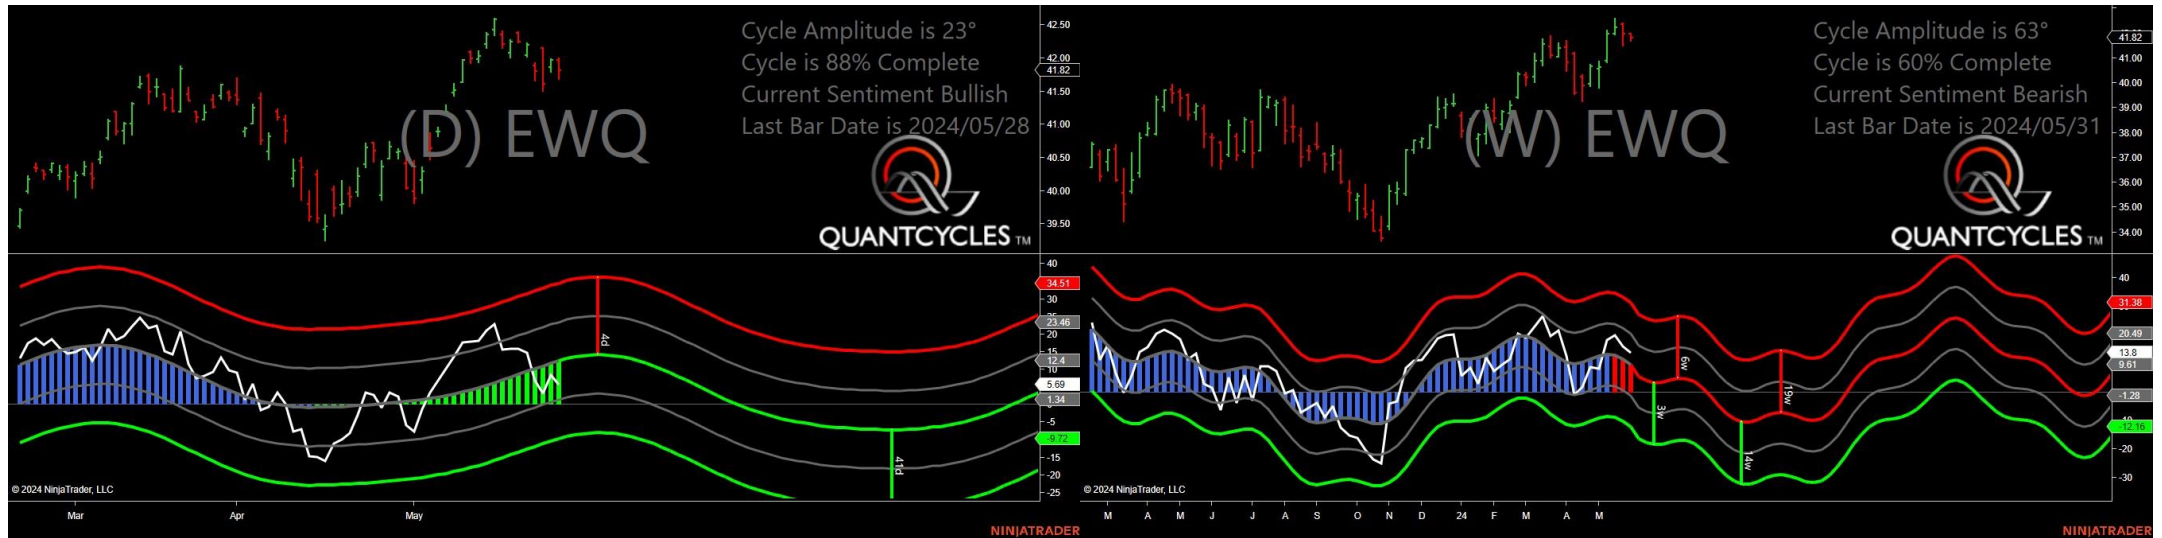 Cycle Amplitude is 23°
Cycle is 88% Complete
Current Sentiment Bullish
Last Bar Date is 2024/05/28
(D) EWQ
QUANTCYCLES TM
42.50
42.00
41.82
41.50
41.00
40.50
40.00
39.50
40
34.51
30
23.46
20
15
12.4
10
5.69
1.34
-5
-9.72
-15
-20
-25
4d
41d
© 2024 NinjaTrader, LLC
Mar Apr May
NINJATRADER
Cycle Amplitude is 63°
Cycle is 60% Complete
Current Sentiment Bearish
Last Bar Date is 2024/05/31
(W) EWQ
QUANTCYCLES TM
41.82
41.00
40.00
39.00
38.00
37.00
36.00
35.00
34.00
40
31.38
20.49
13.8
9.61
-1.28
-12.16
-20
-30
6w
3w
19w
14w
© 2024 NinjaTrader, LLC
M A M J J A S O N D 24 F M A M
NINJATRADER